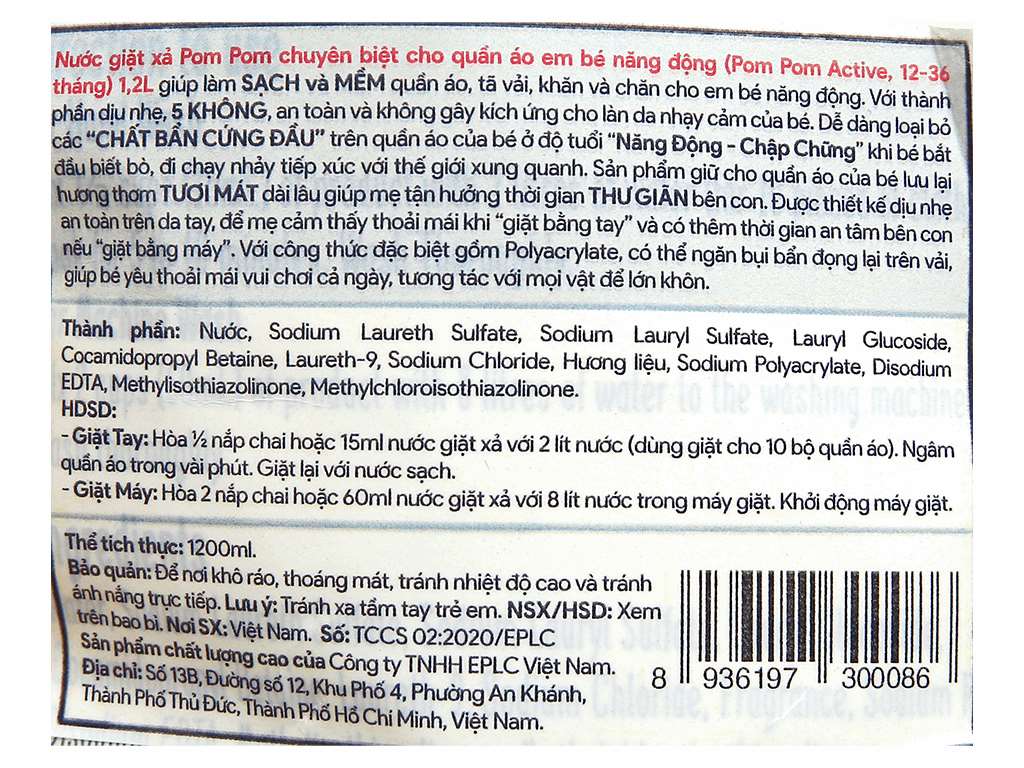 Nước giặt xả Pom Pom chuyên biệt cho quần áo em bé năng động (Pom Pom Active, 12-36
tháng) 1,2L giúp làm SẠCH và MỀM quần áo, tã vải, khăn và chăn cho em bé năng động. Với thành
phần dịu nhẹ, 5 KHÔNG, an toàn và không gây kích ứng cho làn da nhạy cảm của bé. Dễ dàng loại bỏ
các "CHẤT BẨN CỨNG ĐẦU" trên quần áo của bé ở độ tuổi "Năng Động - Chập Chững" khi bé bắt
đầu biết bò, đi chạy nhảy tiếp xúc với thế giới xung quanh. Sản phẩm giữ cho quần áo của bé lưu lại
hương thơm TƯƠI MÁT dài lâu giúp mẹ tận hưởng thời gian THƯ GIÃN bên con. Được thiết kế dịu nhẹ
an toàn trên da tay, để mẹ cảm thấy thoải mái khi "giặt bằng tay" và có thêm thời gian an tâm bên con
nếu "giặt bằng máy". Với công thức đặc biệt gồm Polyacrylate, có thể ngăn bụi bẩn đọng lại trên vải,
giúp bé yêu thoải mái vui chơi cả ngày, tương tác với mọi vật để lớn khôn.
Thành phần: Nước, Sodium Laureth Sulfate, Sodium Lauryl Sulfate, Lauryl Glucoside,
Cocamidopropyl Betaine, Laureth-9, Sodium Chloride, Hương liệu, Sodium Polyacrylate, Disodium
EDTA, Methylisothiazolinone, Methylchloroisothiazolinone.
HDSD:
- Giặt Tay: Hòa ½ nắp chai hoặc 15ml nước giặt xả với 2 lít nước (dùng giặt cho 10 bộ quần áo). Ngâm
quần áo trong vài phút. Giặt lại với nước sạch.
- Giặt Máy: Hòa 2 nắp chai hoặc 60ml nước giặt xả với 8 lít nước trong máy giặt. Khởi động máy giặt.
Thể tích thực: 1200ml.
Bảo quản: Để nơi khô ráo, thoáng mát, tránh nhiệt độ cao và tránh
ánh nắng trực tiếp. Lưu ý: Tránh xa tầm tay trẻ em. NSX/HSD: Xem
trên bao bì. Nơi SX: Việt Nam. Số: TCCS 02:2020/EPLC
Sản phẩm chất lượng cao của Công ty TNHH EPLC Việt Nam.
Địa chỉ: Số 13B, Đường số 12, Khu Phố 4, Phường An Khánh,
Thành Phố Thủ Đức, Thành Phố Hồ Chí Minh, Việt Nam.
8 936197 300086